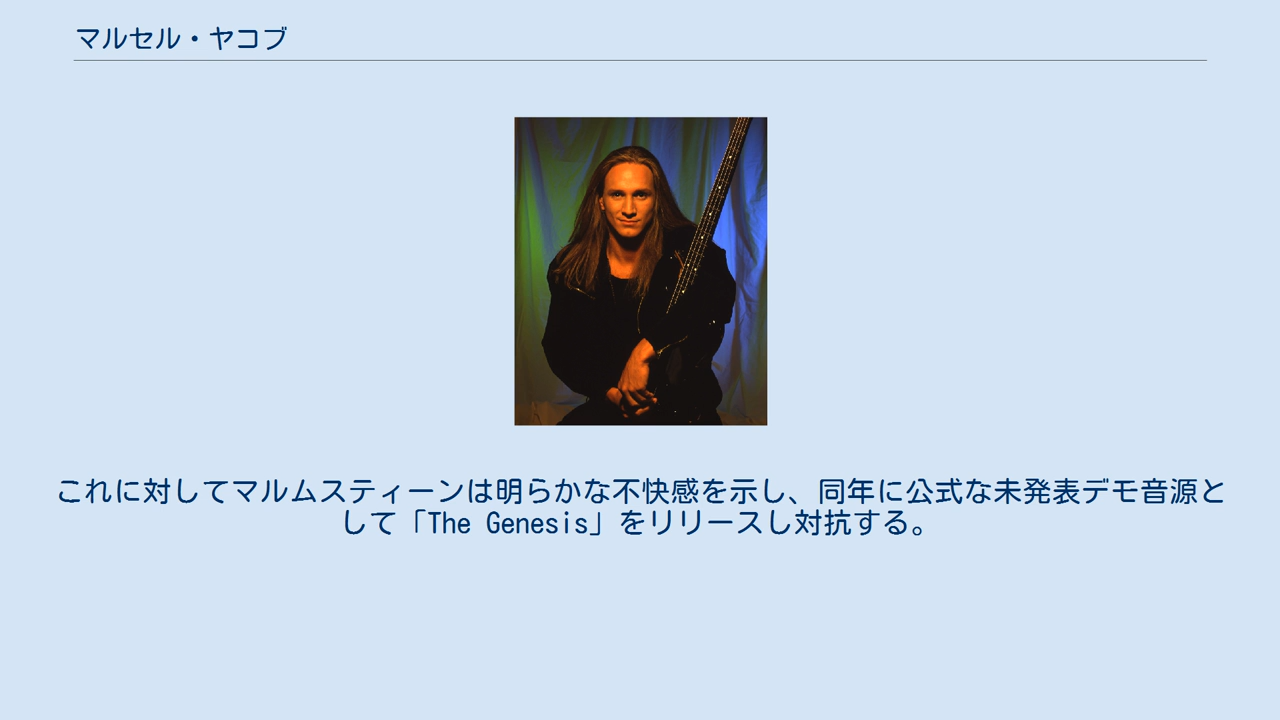 マルセル・ヤコブ
これに対してマルムスティーンは明らかな不快感を示し、同年に公式な未発表デモ音源と
して「The Genesis」をリリースし対抗する。